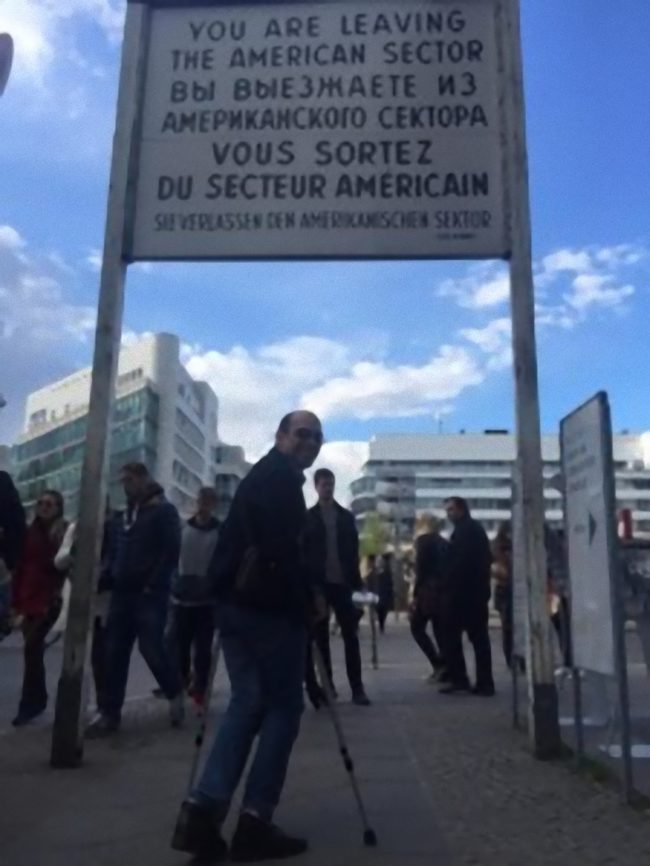 YOU ARE LEAVING
THE AMERICAN SECTOR
ВЫ ВЫЕЗЖАЕТЕ ИЗ
АМЕРИКАНСКОГО СЕКТОРА
VOUS SORTEZ
DU SECTEUR AMÉRICAIN
SIE VERLASSEN DEN AMERIKANISCHEN SEKTOR